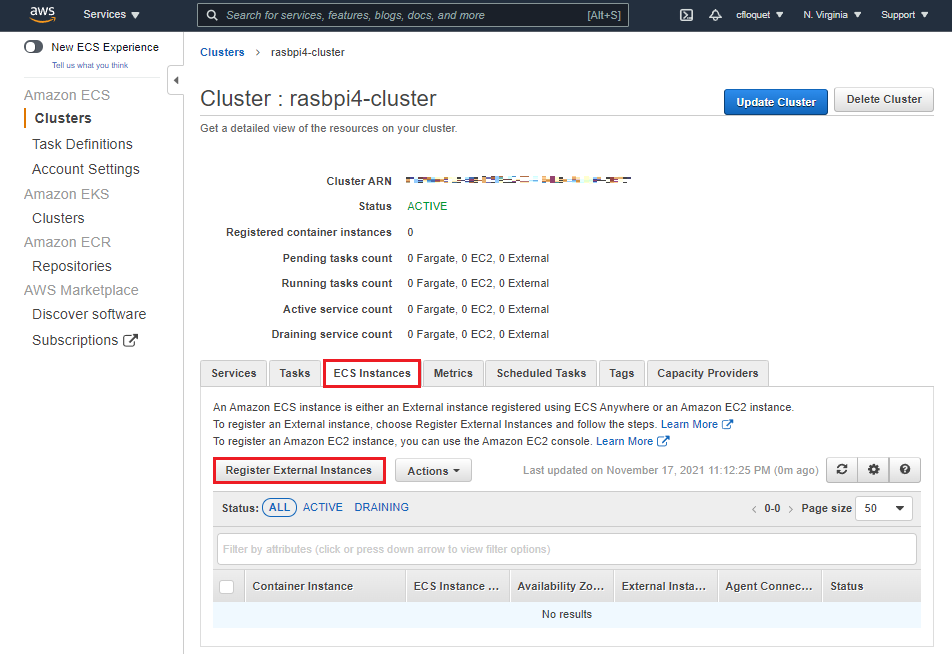 aws Services Search for services, features, blogs, docs, and more [Alt+S] cfloquet N. Virginia Support
New ECS Experience
Tell us what you think
Amazon ECS
Clusters
Task Definitions
Account Settings
Amazon EKS
Clusters
Amazon ECR
Repositories
AWS Marketplace
Discover software
Subscriptions
Clusters > rasbpi4-cluster
Cluster : rasbpi4-cluster
Update Cluster Delete Cluster
Get a detailed view of the resources on your cluster.
Cluster ARN
Status ACTIVE
Registered container instances 0
Pending tasks count 0 Fargate, 0 EC2, 0 External
Running tasks count 0 Fargate, 0 EC2, 0 External
Active service count 0 Fargate, 0 EC2, 0 External
Draining service count 0 Fargate, 0 EC2, 0 External
Services Tasks ECS Instances Metrics Scheduled Tasks Tags Capacity Providers
An Amazon ECS instance is either an External instance registered using ECS Anywhere or an Amazon EC2 instance.
To register an External instance, choose Register External Instances and follow the steps. Learn More
To register an Amazon EC2 instance, you can use the Amazon EC2 console. Learn More
Register External Instances Actions Last updated on November 17, 2021 11:12:25 PM (0m ago)
Status: ALL ACTIVE DRAINING < 0-0 > Page size 50
Filter by attributes (click or press down arrow to view filter options)
Container Instance ECS Instance ... Availability Zo... External Insta... Agent Connec... Status
No results